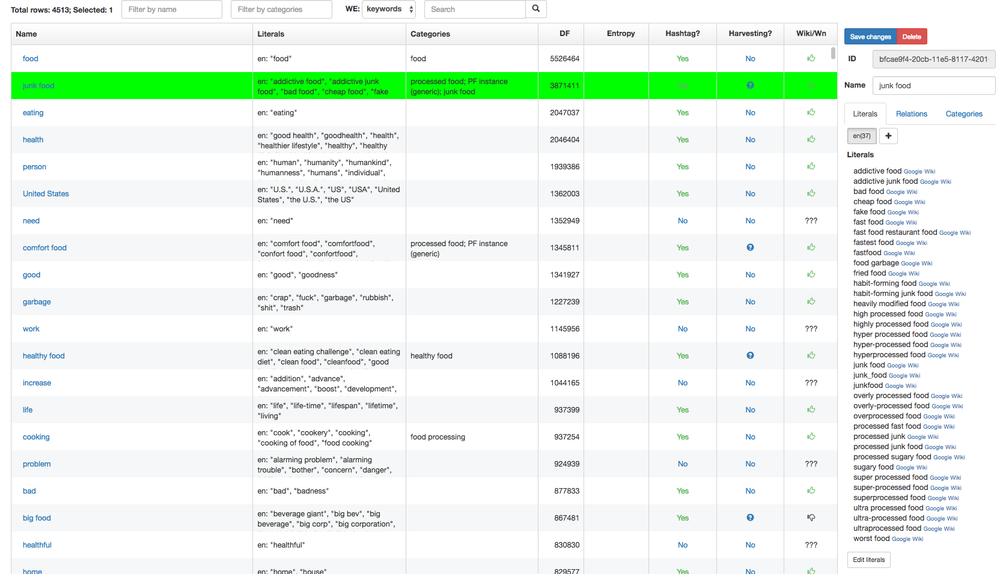 Total rows: 4513; Selected: 1
Filter by name
Filter by categories
WE: keywords
Search
Name Literals Categories DF Entropy Hashtag? Harvesting? Wiki/Wn
food en: "food" food 5526464 Yes No
junk food en: "addictive food", "addictive junk food", "bad food", "cheap food", "fake processed food; PF instance (generic); junk food 3871411 Yes
eating en: "eating" 2047037 Yes No
health en: "good health", "goodhealth", "health", "healthier lifestyle", "healthy", "healthy 2046404 Yes No
person en: "human", "humanity", "humankind", "humanness", "humans", "individual", 1939386 Yes No
United States en: "U.S.", "U.S.A.", "US", "USA", "United States", "the U.S.", "the US" 1362003 Yes No
need en: "need" 1352949 No No ???
comfort food en: "comfort food", "comfortfood", "confort food", "confortfood", processed food; PF instance (generic) 1345811 Yes
good en: "good", "goodness" 1341927 Yes No
garbage en: "crap", "fuck", "garbage", "rubbish", "shit", "trash" 1227239 Yes No
work en: "work" 1145956 No No ???
healthy food en: "clean eating challenge", "clean eating diet", "clean food", "cleanfood", "good healthy food 1088196 Yes
increase en: "addition", "advance", "advancement", "boost", "development", 1044165 No No ???
life en: "life", "life-time", "lifespan", "lifetime", "living" 937399 Yes No
cooking en: "cook", "cookery", "cooking", "cooking of food", "food cooking" food processing 937254 Yes No
problem en: "alarming problem", "alarming trouble", "bother", "concern", "danger", 924939 No No ???
bad en: "bad", "badness" 877833 Yes No
big food en: "beverage giant", "big bev", "big beverage", "big corp", "big corporation", 867481 Yes
healthful en: "healthful" 830830 No No ???
home en: "home", "house" 829577 Yes No
Save changes Delete
ID bfcae9f4-20cb-11e5-8117-4201
Name junk food
Literals Relations Categories
en(37)
Literals
addictive food Google Wiki
addictive junk food Google Wiki
bad food Google Wiki
cheap food Google Wiki
fake food Google Wiki
fast food Google Wiki
fast food restaurant food Google Wiki
fastest food Google Wiki
fastfood Google Wiki
food garbage Google Wiki
fried food Google Wiki
habit-forming food Google Wiki
habit-forming junk food Google Wiki
heavily modified food Google Wiki
high processed food Google Wiki
highly processed food Google Wiki
hyper processed food Google Wiki
hyper-processed food Google Wiki
hyperprocessed food Google Wiki
junk food Google Wiki
junk_food Google Wiki
junkfood Google Wiki
overly processed food Google Wiki
overly-processed food Google Wiki
overprocessed food Google Wiki
processed fast food Google Wiki
processed junk Google Wiki
processed junk food Google Wiki
processed sugary food Google Wiki
sugary food Google Wiki
super processed food Google Wiki
super-processed food Google Wiki
superprocessed food Google Wiki
ultra processed food Google Wiki
ultra-processed food Google Wiki
ultraprocessed food Google Wiki
worst food Google Wiki
Edit literals